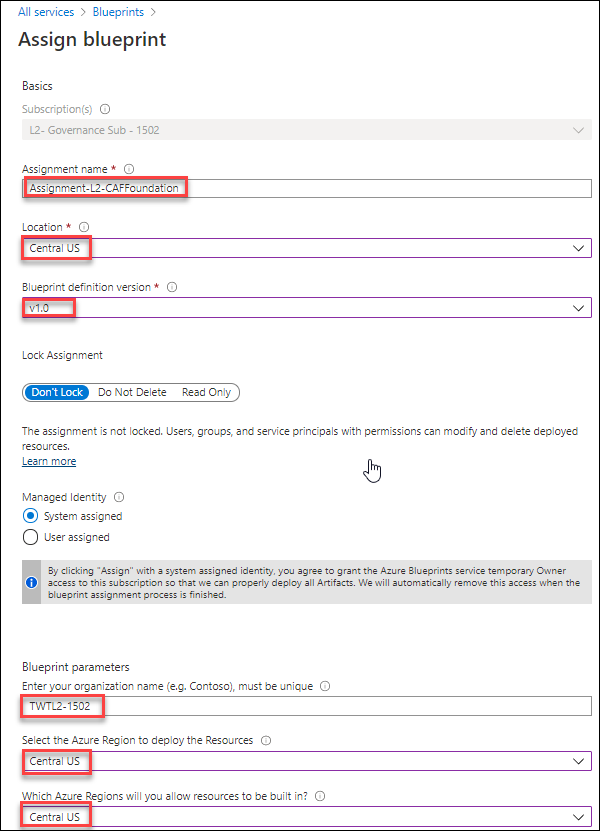 All services > Blueprints >
Assign blueprint
Basics
Subscription(s)
L2- Governance Sub - 1502
Assignment name *
Assignment-L2-CAFFoundation
Location *
Central US
Blueprint definition version *
v1.0
Lock Assignment
Don't Lock Do Not Delete Read Only
The assignment is not locked. Users, groups, and service principals with permissions can modify and delete deployed
resources.
Learn more
Managed Identity
System assigned
User assigned
By clicking "Assign" with a system assigned identity, you agree to grant the Azure Blueprints service temporary Owner
access to this subscription so that we can properly deploy all Artifacts. We will automatically remove this access when the
blueprint assignment process is finished.
Blueprint parameters
Enter your organization name (e.g. Contoso), must be unique
TWTL2-1502
Select the Azure Region to deploy the Resources
Central US
Which Azure Regions will you allow resources to be built in?
Central US